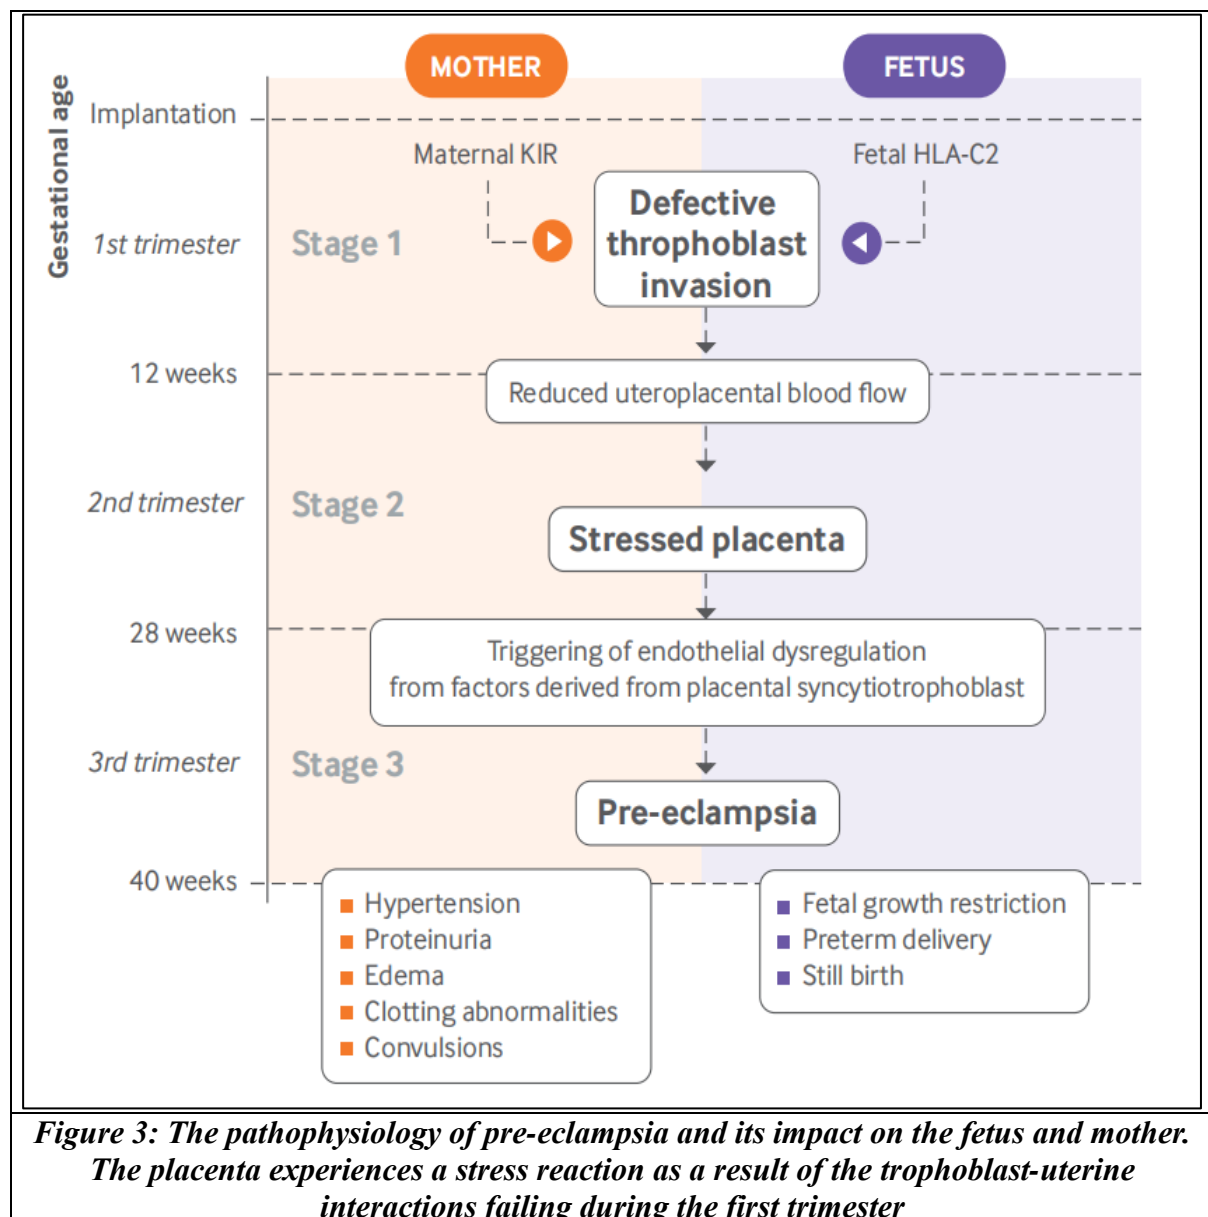 MOTHER
FETUS
Gestational age
Implantation
Maternal KIR
Fetal HLA-C2
1st trimester
Stage 1
Defective
throphoblast
invasion
12 weeks
Reduced uteroplacental blood flow
2nd trimester
Stage 2
Stressed placenta
28 weeks
Triggering of endothelial dysregulation
from factors derived from placental syncytiotrophoblast
3rd trimester
Stage 3
Pre-eclampsia
40 weeks
Hypertension
Proteinuria
Edema
Clotting abnormalities
Convulsions
Fetal growth restriction
Preterm delivery
Still birth
Figure 3: The pathophysiology of pre-eclampsia and its impact on the fetus and mother.
The placenta experiences a stress reaction as a result of the trophoblast-uterine
interactions failing during the first trimester